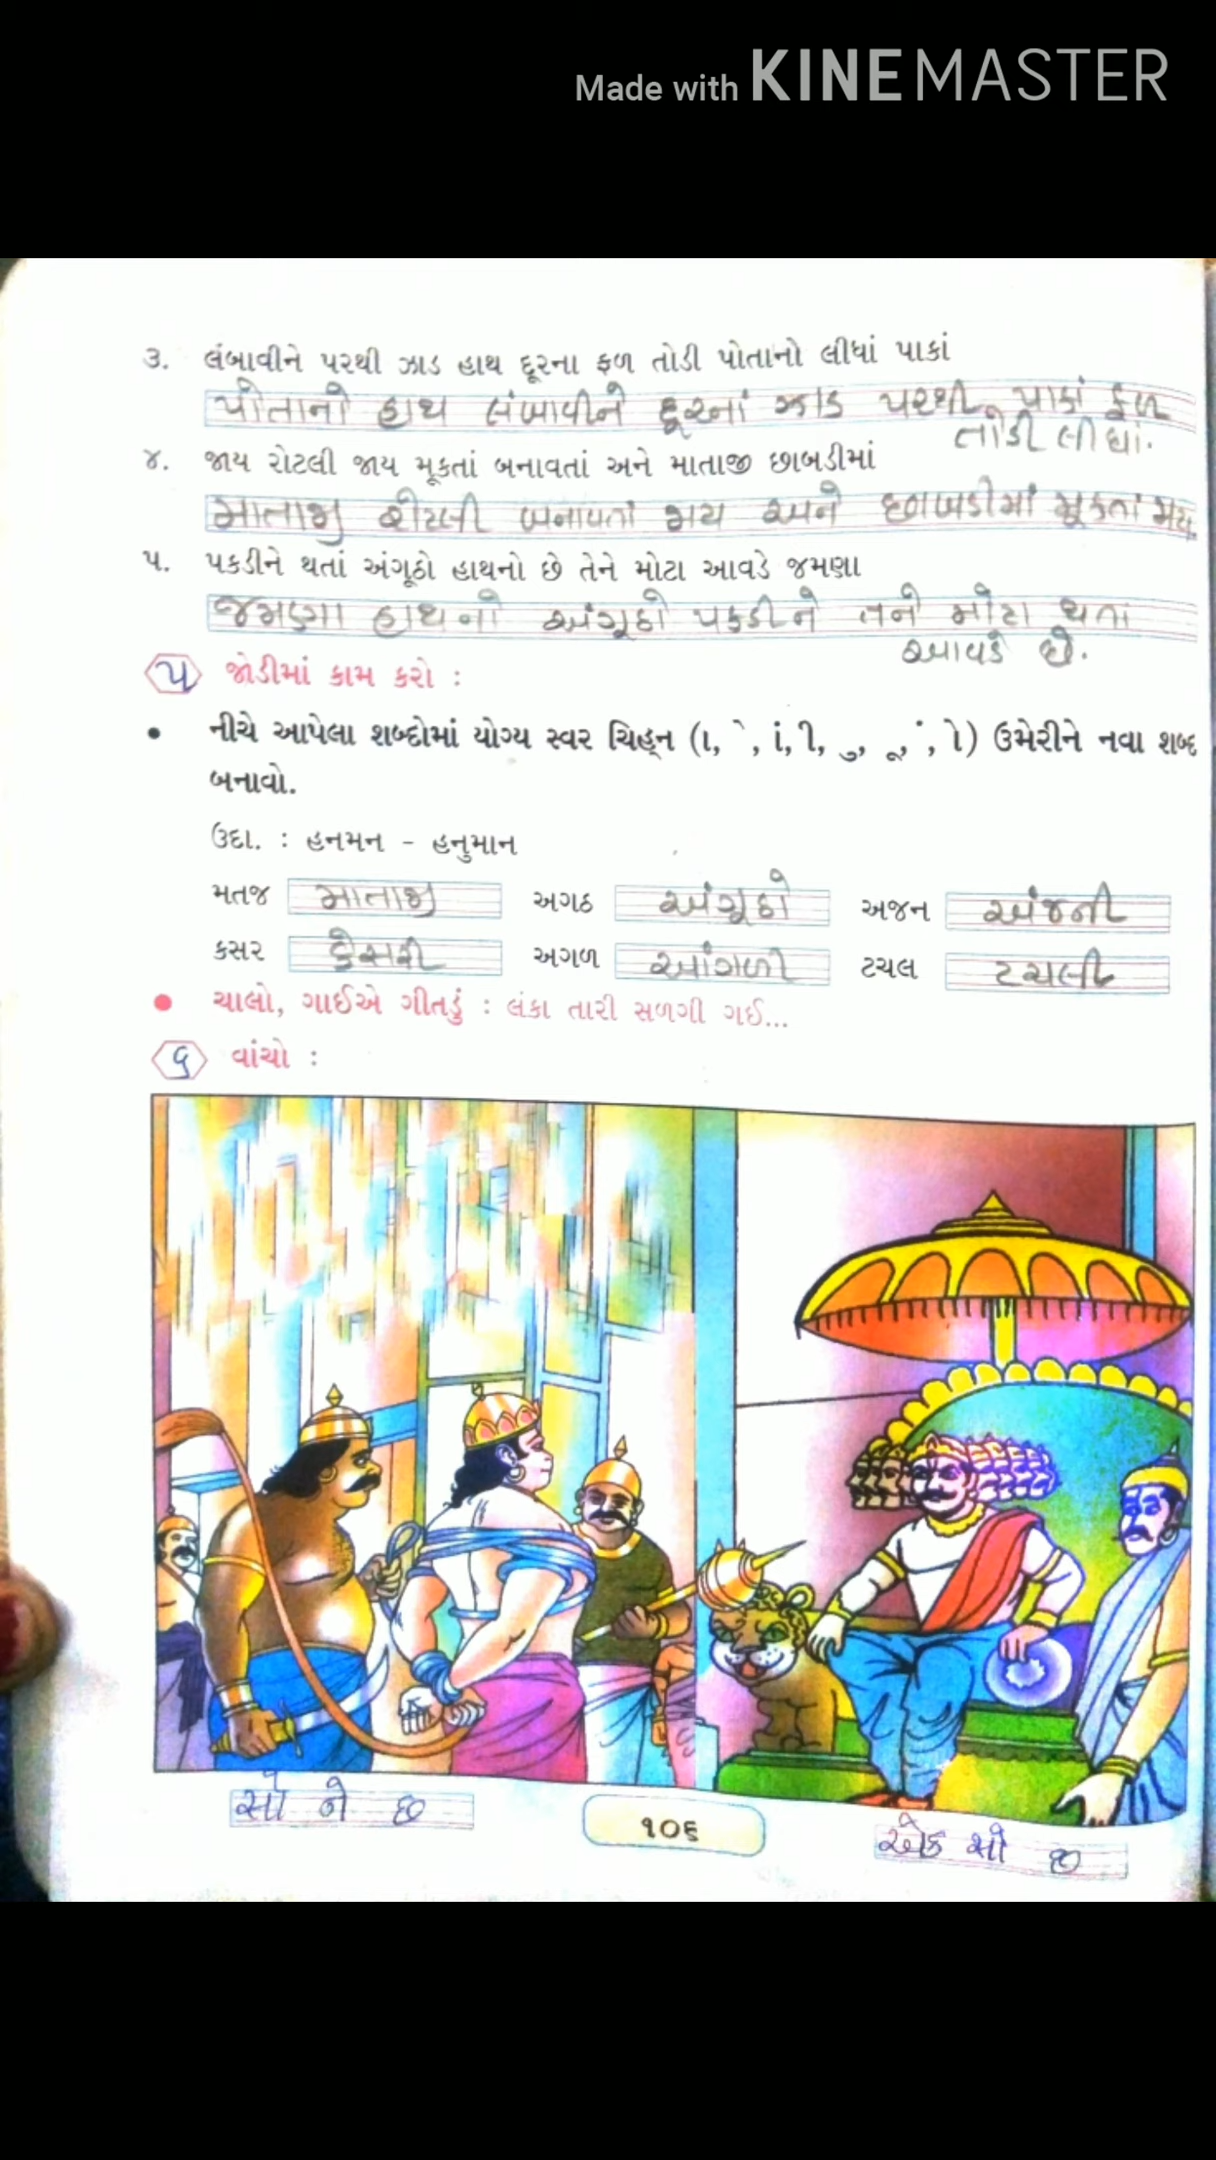 Made with KINEMASTER
૩. લંબાવીને પરથી ઝાડ હાથ દૂરના ફળ તોડી પોતાનો લીધાં પાકાં
પોતાનો હાથ લંબાવીને દૂરનાં ઝાડ પરથી પાકાં ફળ
તોડી લીધાં.
૪. જાય રોટલી જાય મૂકતાં બનાવતાં અને માતાજી છાબડીમાં
માતાજી રોટલી બનાવતાં જાય અને છાબડીમાં મૂકતાં જાય.
૫. પકડીને થતાં અંગૂઠો હાથનો છે તેને મોટા આવડે જમણા
જમણા હાથનો અંગૂઠો પકડીને તેને મોટા થતાં
આવડે છે.
૫ જોડીમાં કામ કરો :
• નીચે આપેલા શબ્દોમાં યોગ્ય સ્વર ચિહ્ન (ા, ે, ાં, ી, ુ, ૂ, ં, ો) ઉમેરીને નવા શબ્દ
બનાવો.
ઉદા. : હનમન - હનુમાન
મતજ માતાજી અગઠ અંગૂઠો અજન અંજની
કસર કેસરી અગળ આંગળી ટચલ ટચલી
• ચાલો, ગાઈએ ગીતડું : લંકા તારી સળગી ગઈ...
૬ વાંચો :
સો ને છ ૧૦૬ એક સો છ